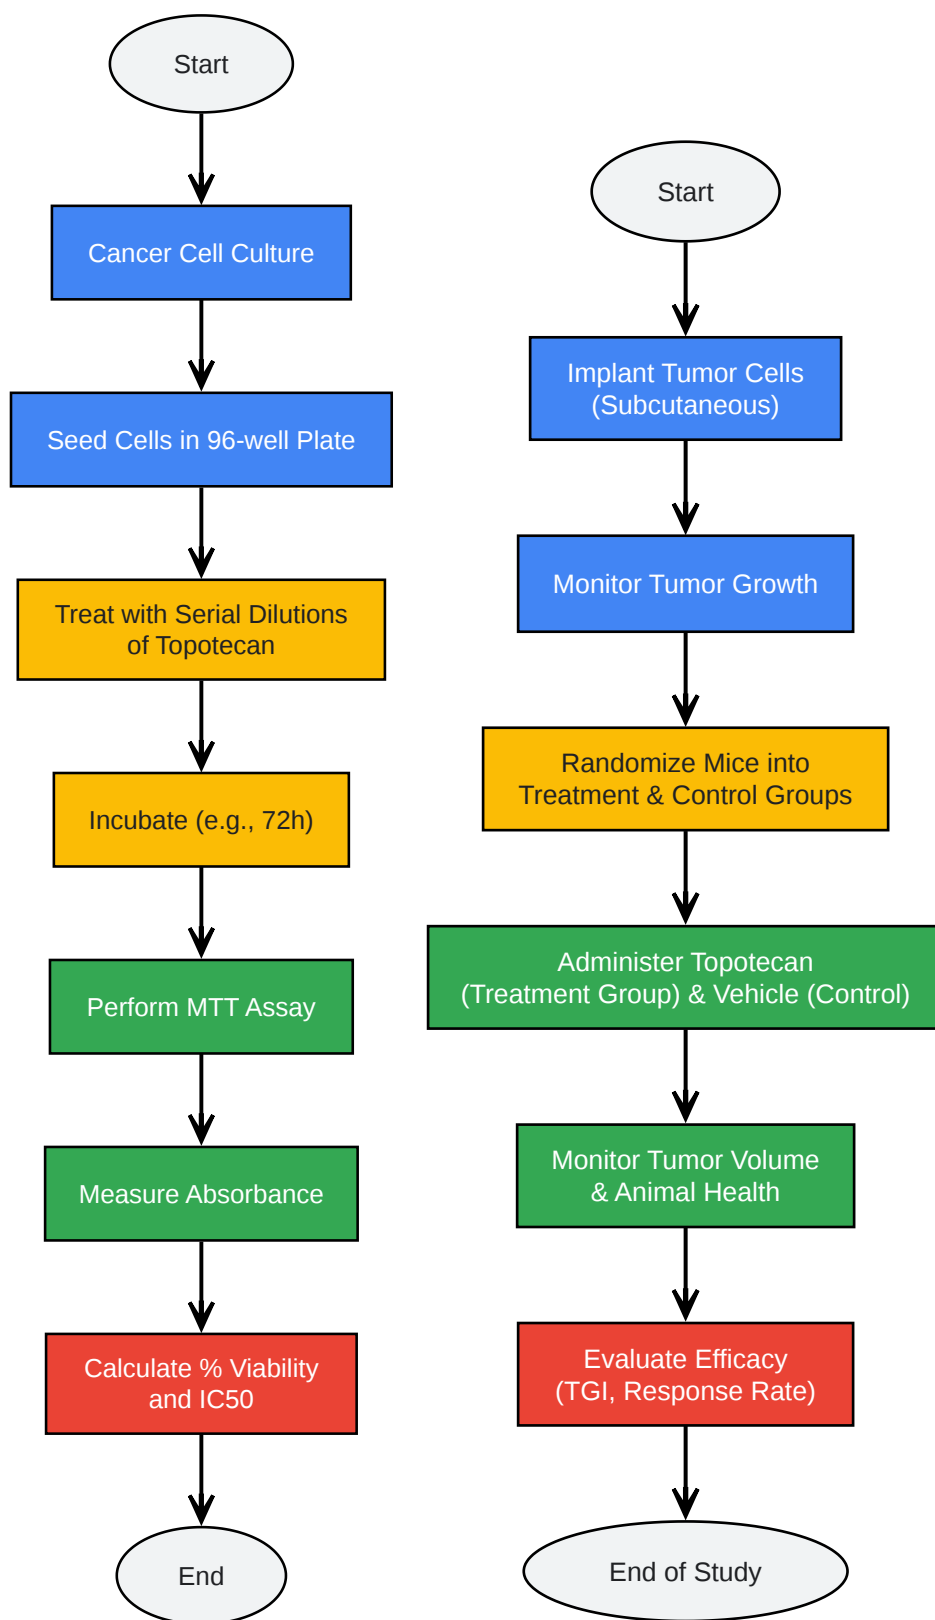 Start
Cancer Cell Culture
Seed Cells in 96-well Plate
Treat with Serial Dilutions
of Topotecan
Incubate (e.g., 72h)
Perform MTT Assay
Measure Absorbance
Calculate % Viability
and IC50
End
Start
Implant Tumor Cells
(Subcutaneous)
Monitor Tumor Growth
Randomize Mice into
Treatment & Control Groups
Administer Topotecan
(Treatment Group) & Vehicle (Control)
Monitor Tumor Volume
& Animal Health
Evaluate Efficacy
(TGI, Response Rate)
End of Study